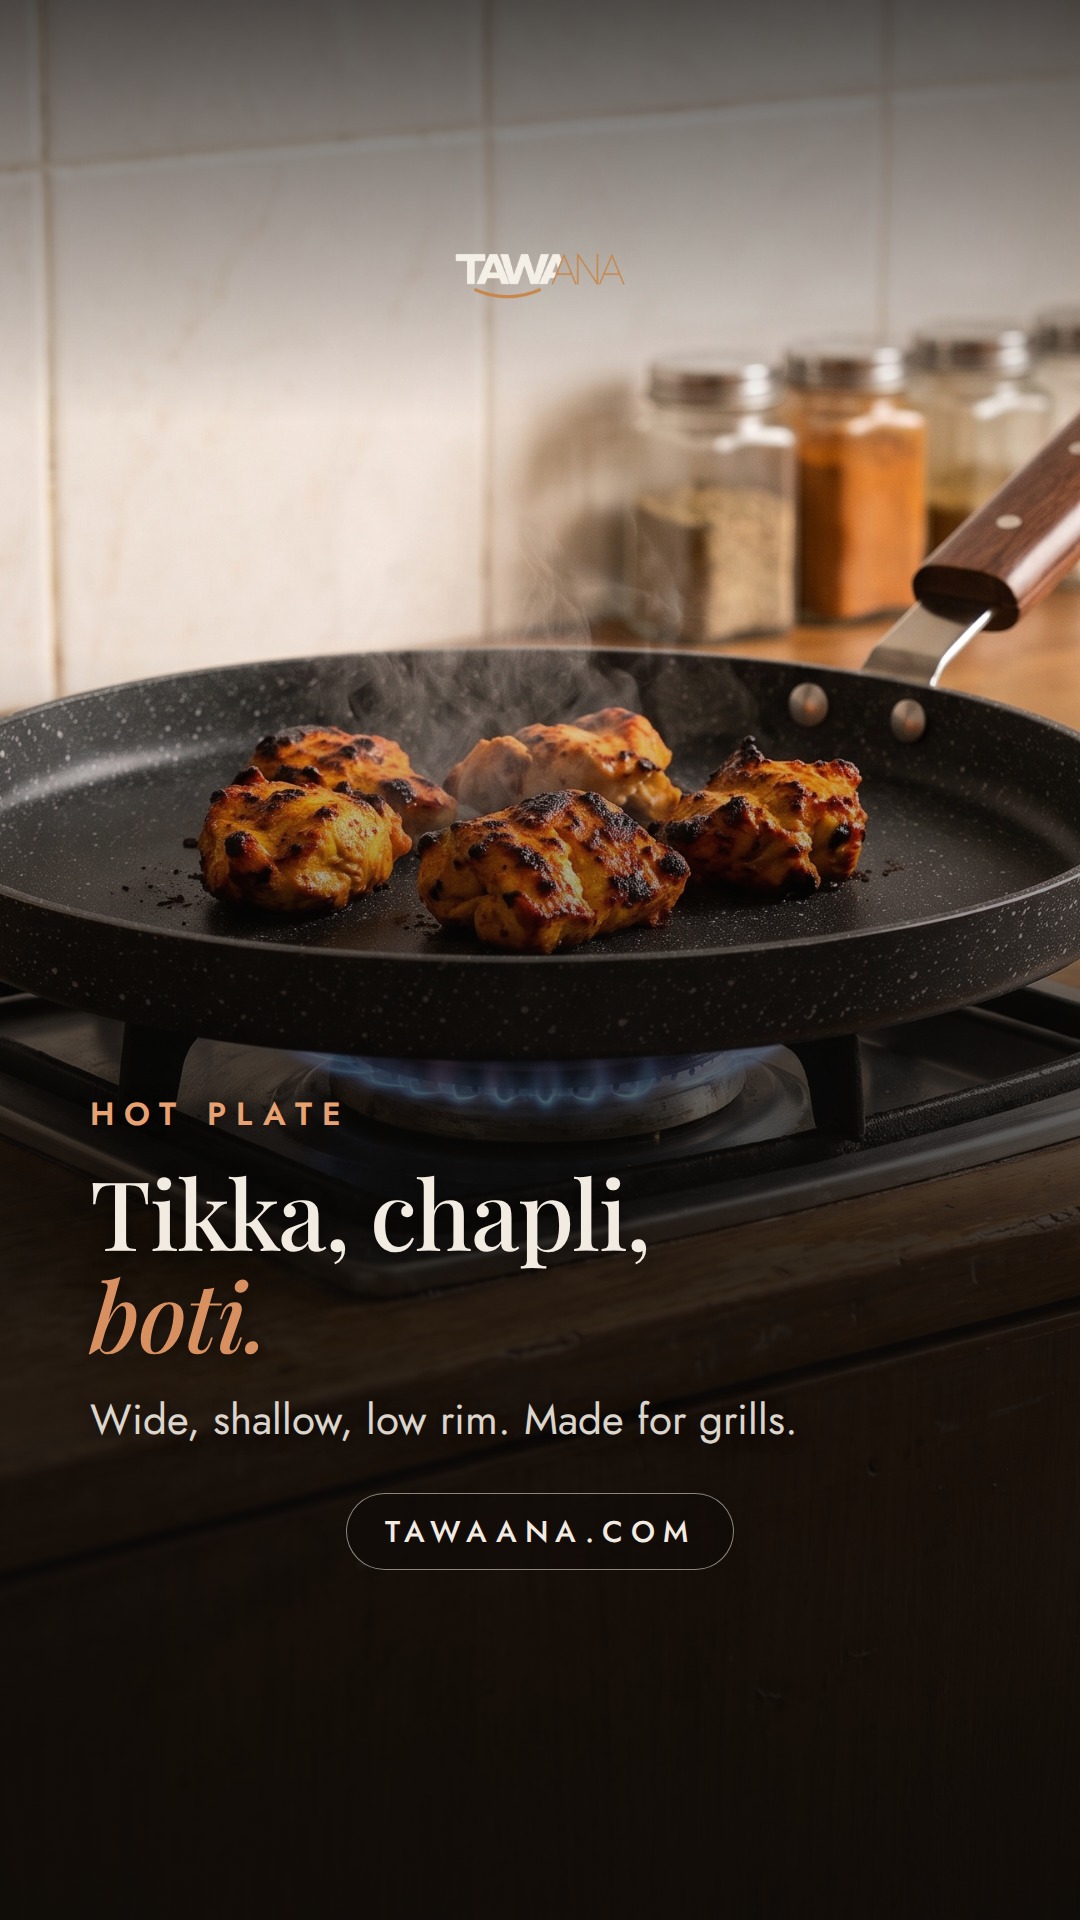 TAWAANA
HOT PLATE
Tikka, chapli,
boti.
Wide, shallow, low rim. Made for grills.
TAWAANA.COM